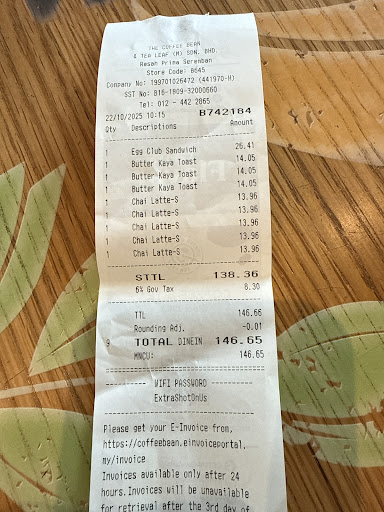 THE COFFEE BEAN
& TEA LEAF (M) SDN. BHD.
Resah Prima Seremban
Store Code: 8645
Company No: 199701026472 (441970-H)
SST No: B16-1809-32000660
Tel: 012 - 442 2865
22/10/2025 10:15 B742184
Qty Descriptions Amount
1 Egg Club Sandwich 26.41
1 Butter Kaya Toast 14.05
1 Butter Kaya Toast 14.05
1 Butter Kaya Toast 14.05
1 Chai Latte-S 13.96
1 Chai Latte-S 13.96
1 Chai Latte-S 13.96
1 Chai Latte-S 13.96
1 Chai Latte-S 13.96
STTL 138.36
6% Gov Tax 8.30
TTL 146.66
Rounding Adj. -0.01
9 TOTAL DINEIN 146.65
MNCU: 146.65
WIFI PASSWORD
ExtraShotOnUs
Please get your E-Invoice from,
https://coffeebean.einvoiceportal.
my/invoice
Invoices available only after 24
hours.Invoices will be unavailable
for retrieval after the 3rd day of